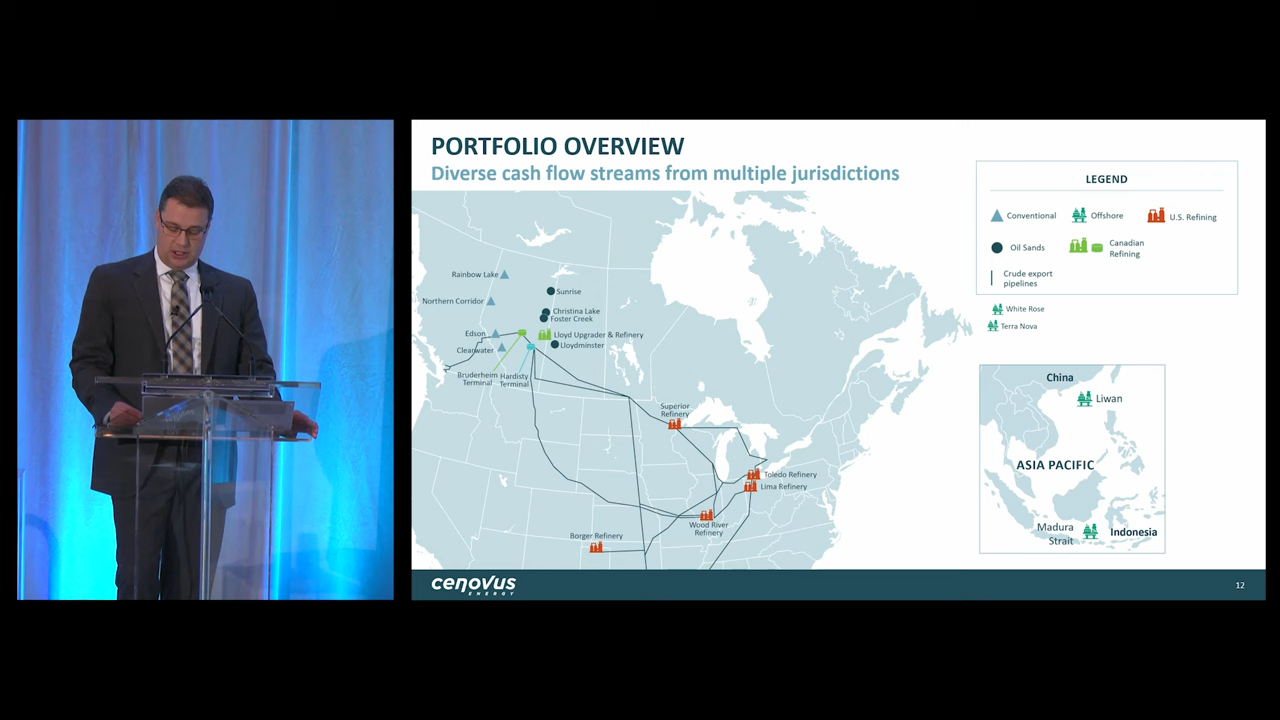 PORTFOLIO OVERVIEW
Diverse cash flow streams from multiple jurisdictions
LEGEND
Conventional
Offshore
U.S. Refining
Oil Sands
Canadian
Refining
Crude export
pipelines
White Rose
Terra Nova
Rainbow Lake
Sunrise
Northern Corridor
Christina Lake
Foster Creek
Edson
Lloyd Upgrader & Refinery
Clearwater
Lloydminster
Bruderheim
Terminal
Hardisty
Terminal
Superior
Refinery
Toledo Refinery
Lima Refinery
Wood River
Refinery
Borger Refinery
China
Liwan
ASIA PACIFIC
Madura
Strait
Indonesia
cenovus
ENERGY
12